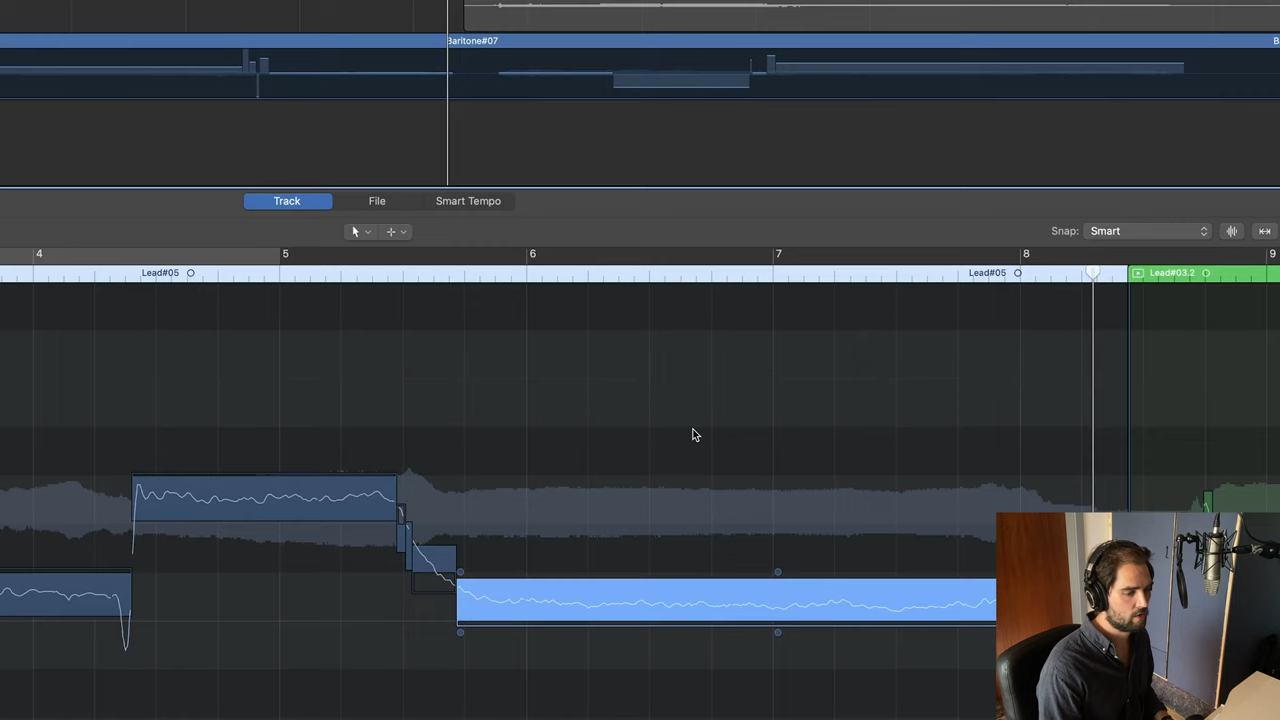 Baritone#07
B
Track File Smart Tempo
Snap: Smart
4 5 6 7 8 9
Lead#05 Lead#05 Lead#03.2